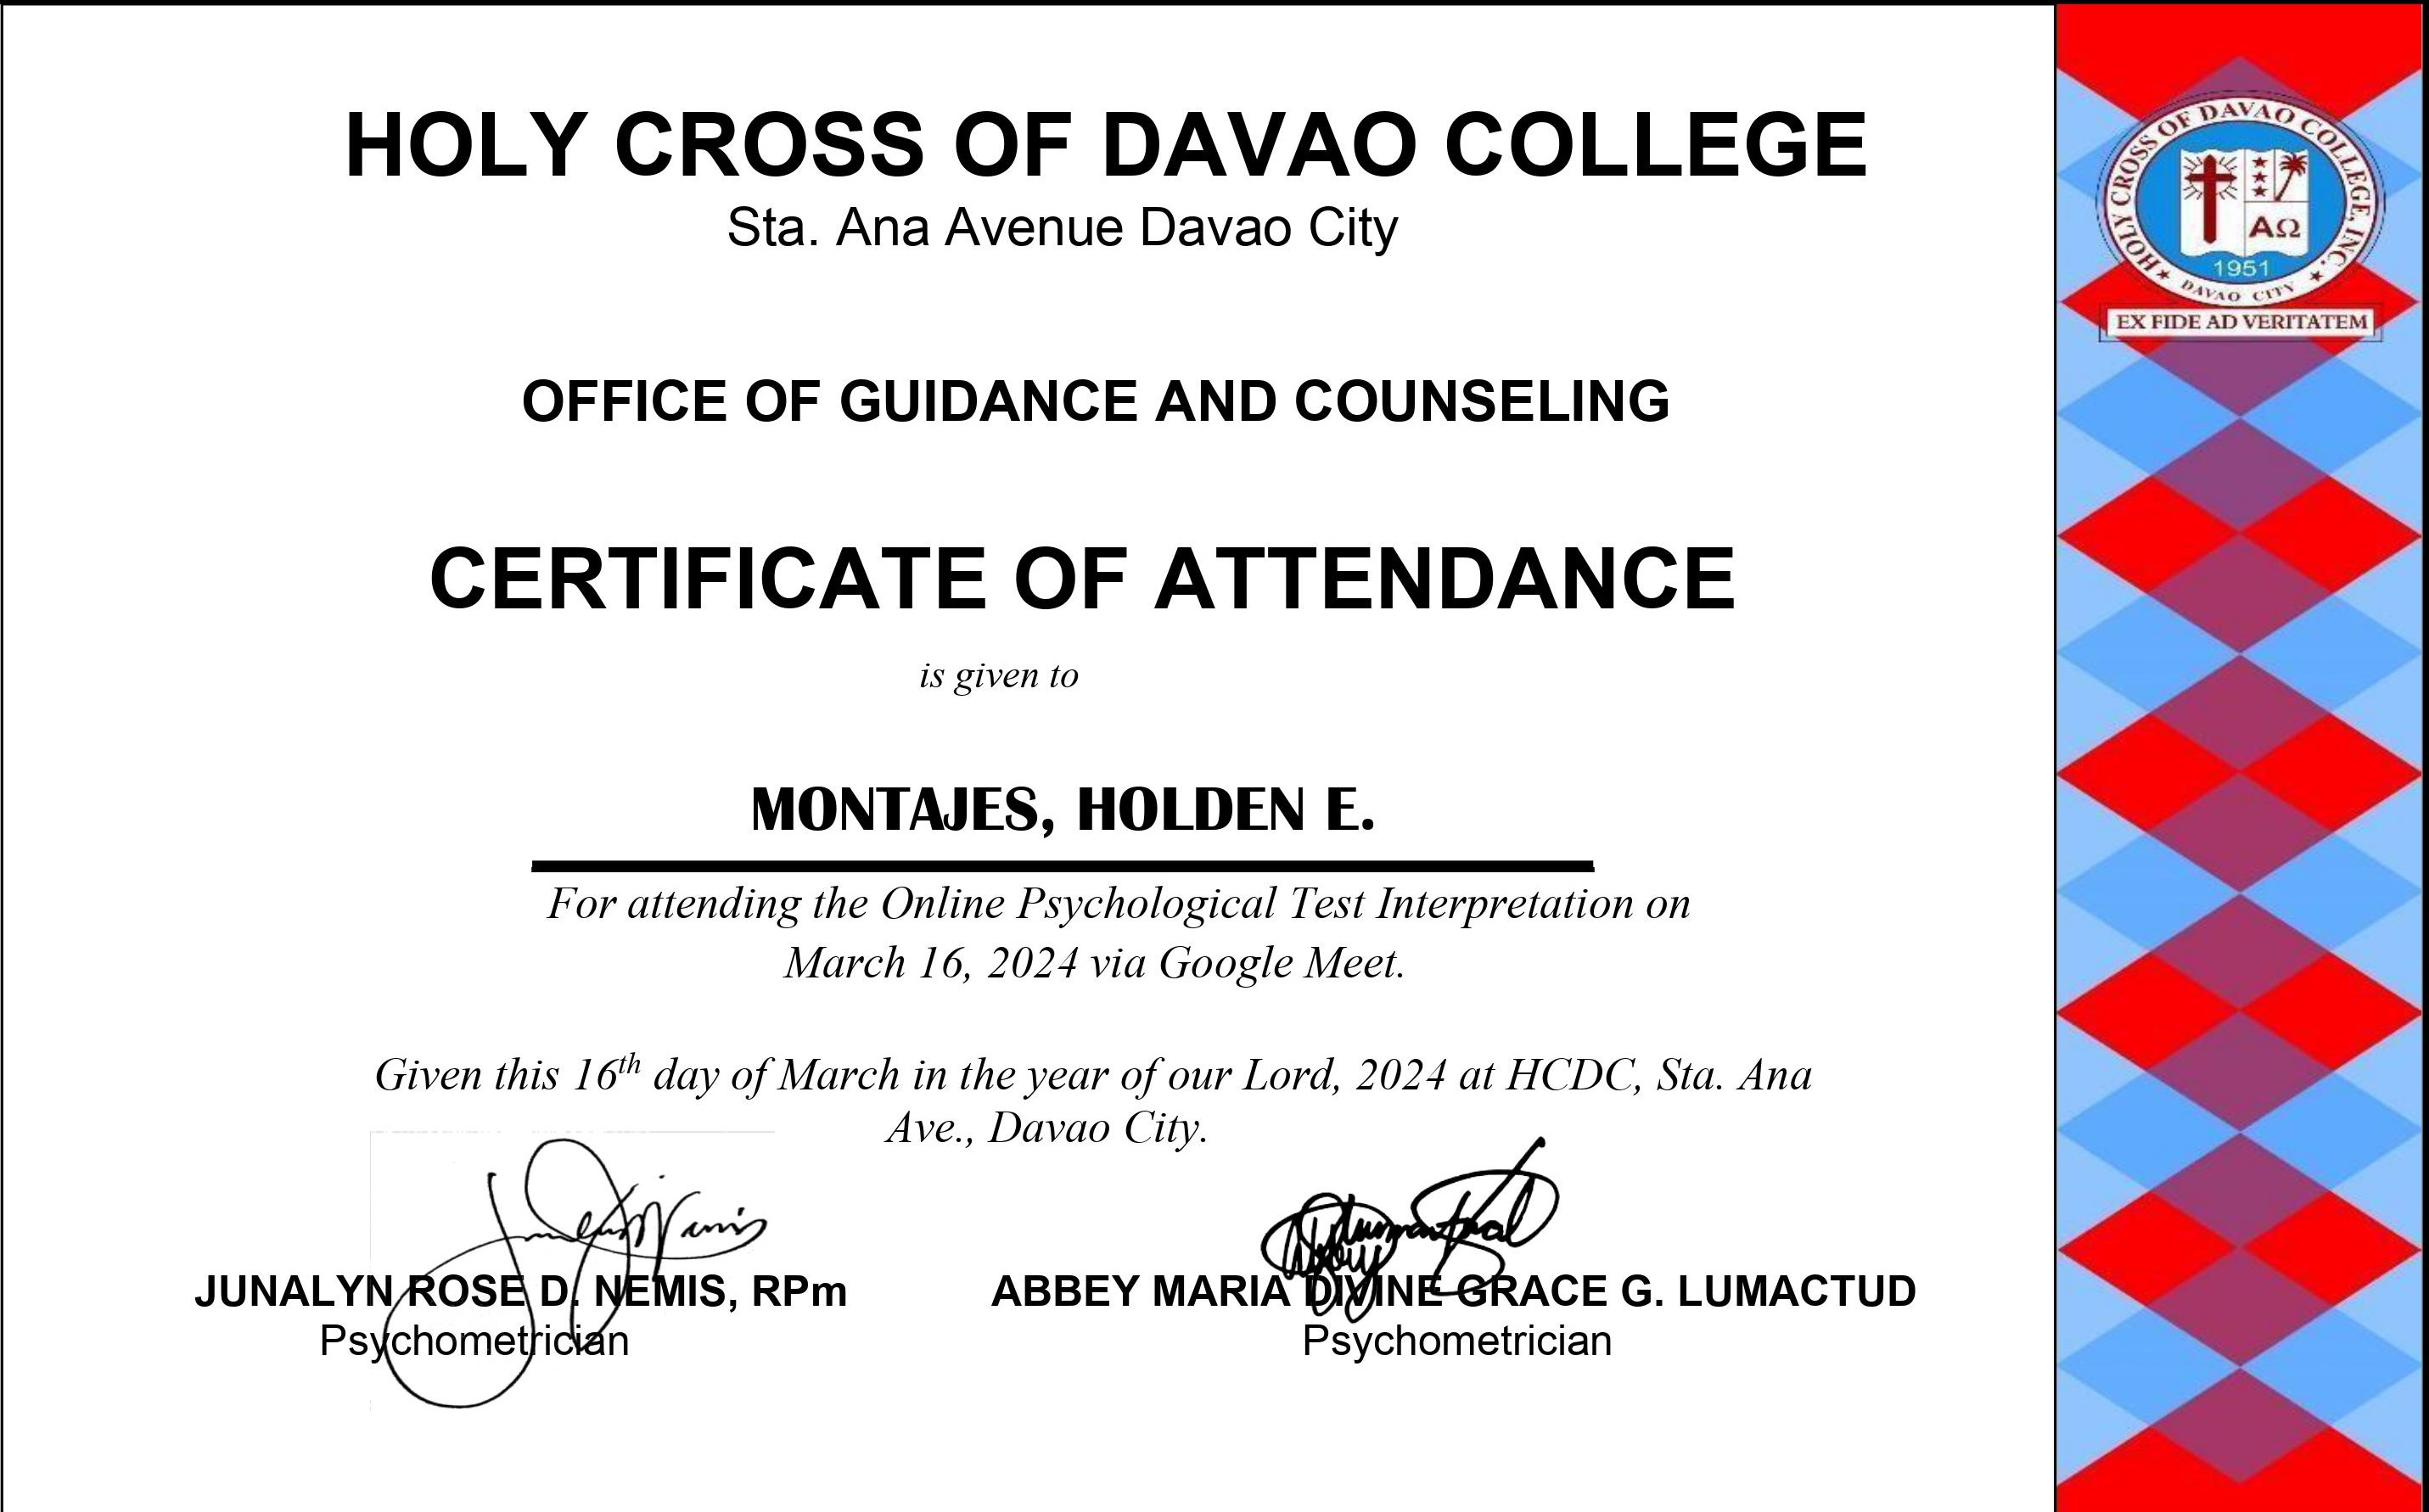 HOLY CROSS OF DAVAO COLLEGE
Sta. Ana Avenue Davao City
HOLY CROSS OF DAVAO COLLEGE, INC.
ΑΩ
1951
DAVAO CITY
EX FIDE AD VERITATEM
OFFICE OF GUIDANCE AND COUNSELING
CERTIFICATE OF ATTENDANCE
is given to
MONTAJES, HOLDEN E.
For attending the Online Psychological Test Interpretation on
March 16, 2024 via Google Meet.
Given this 16th day of March in the year of our Lord, 2024 at HCDC, Sta. Ana
Ave., Davao City.
JUNALYN ROSE D. NEMIS, RPm
Psychometrician
ABBEY MARIA DIVINE GRACE G. LUMACTUD
Psychometrician